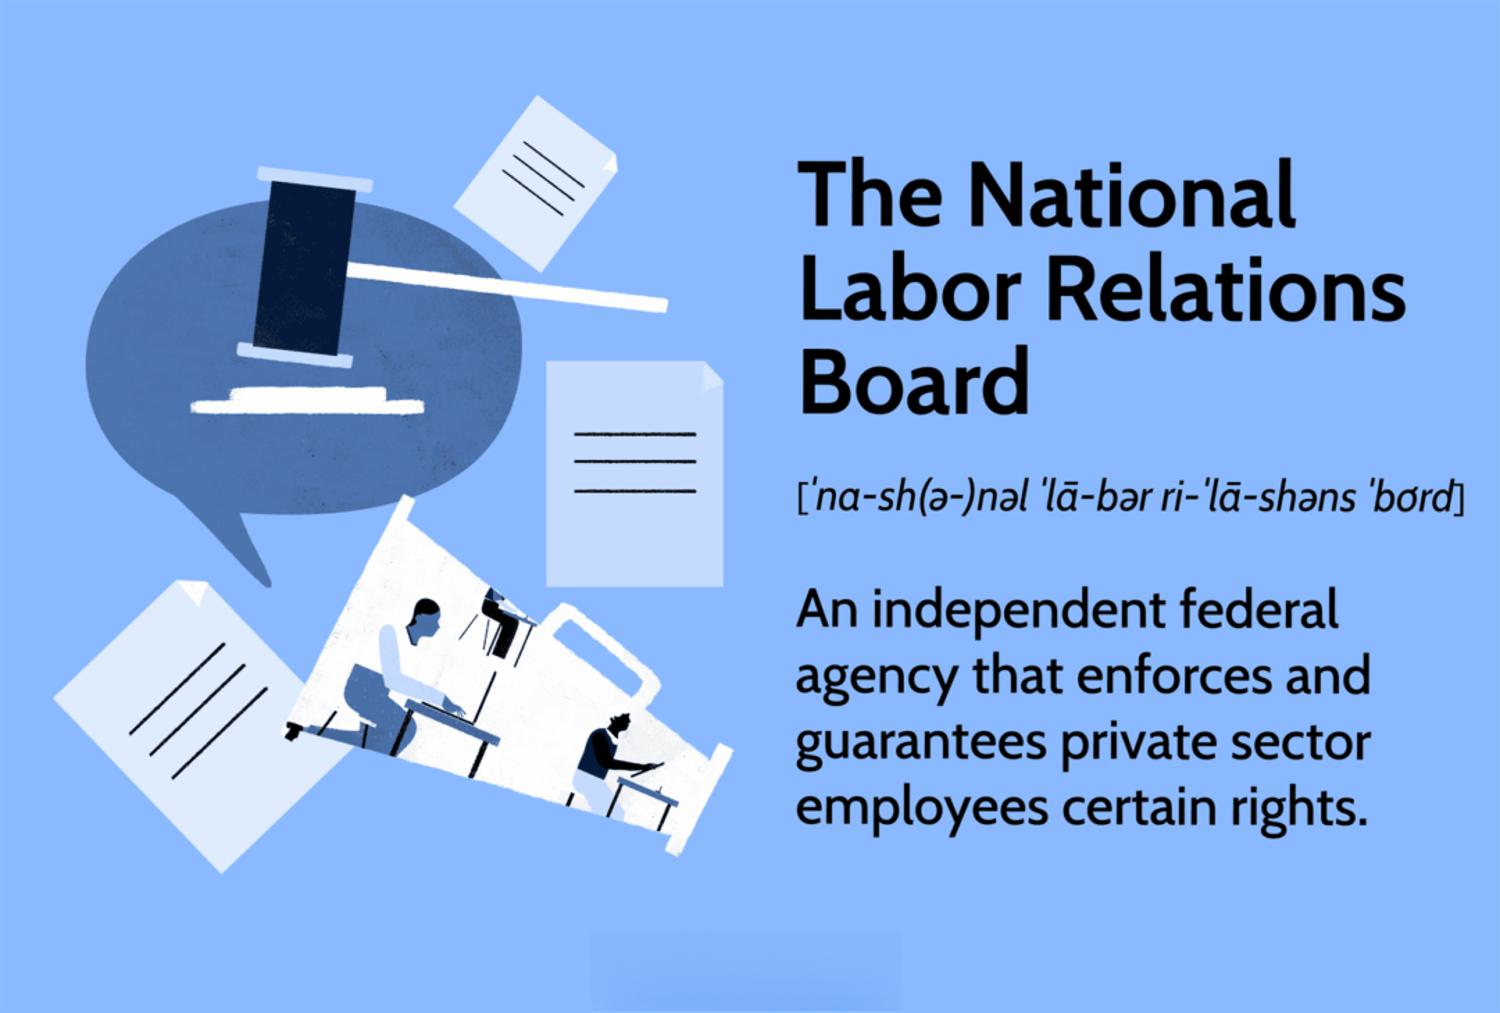 The National
Labor Relations
Board
[ˈna-sh(ə-)nəl ˈlā-bər ri-ˈlā-shəns ˈbȯrd]
An independent federal
agency that enforces and
guarantees private sector
employees certain rights.